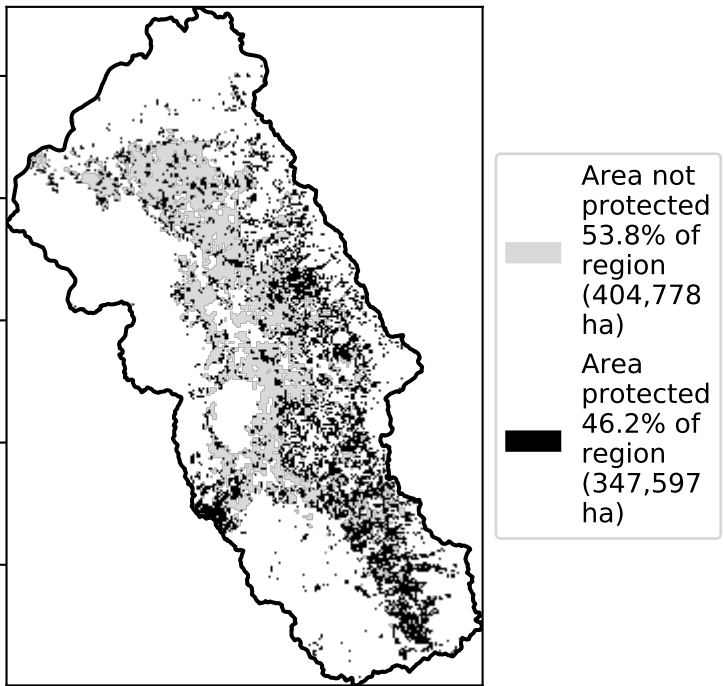 Area not
protected
53.8% of
region
(404,778
ha)
Area
protected
46.2% of
region
(347,597
ha)